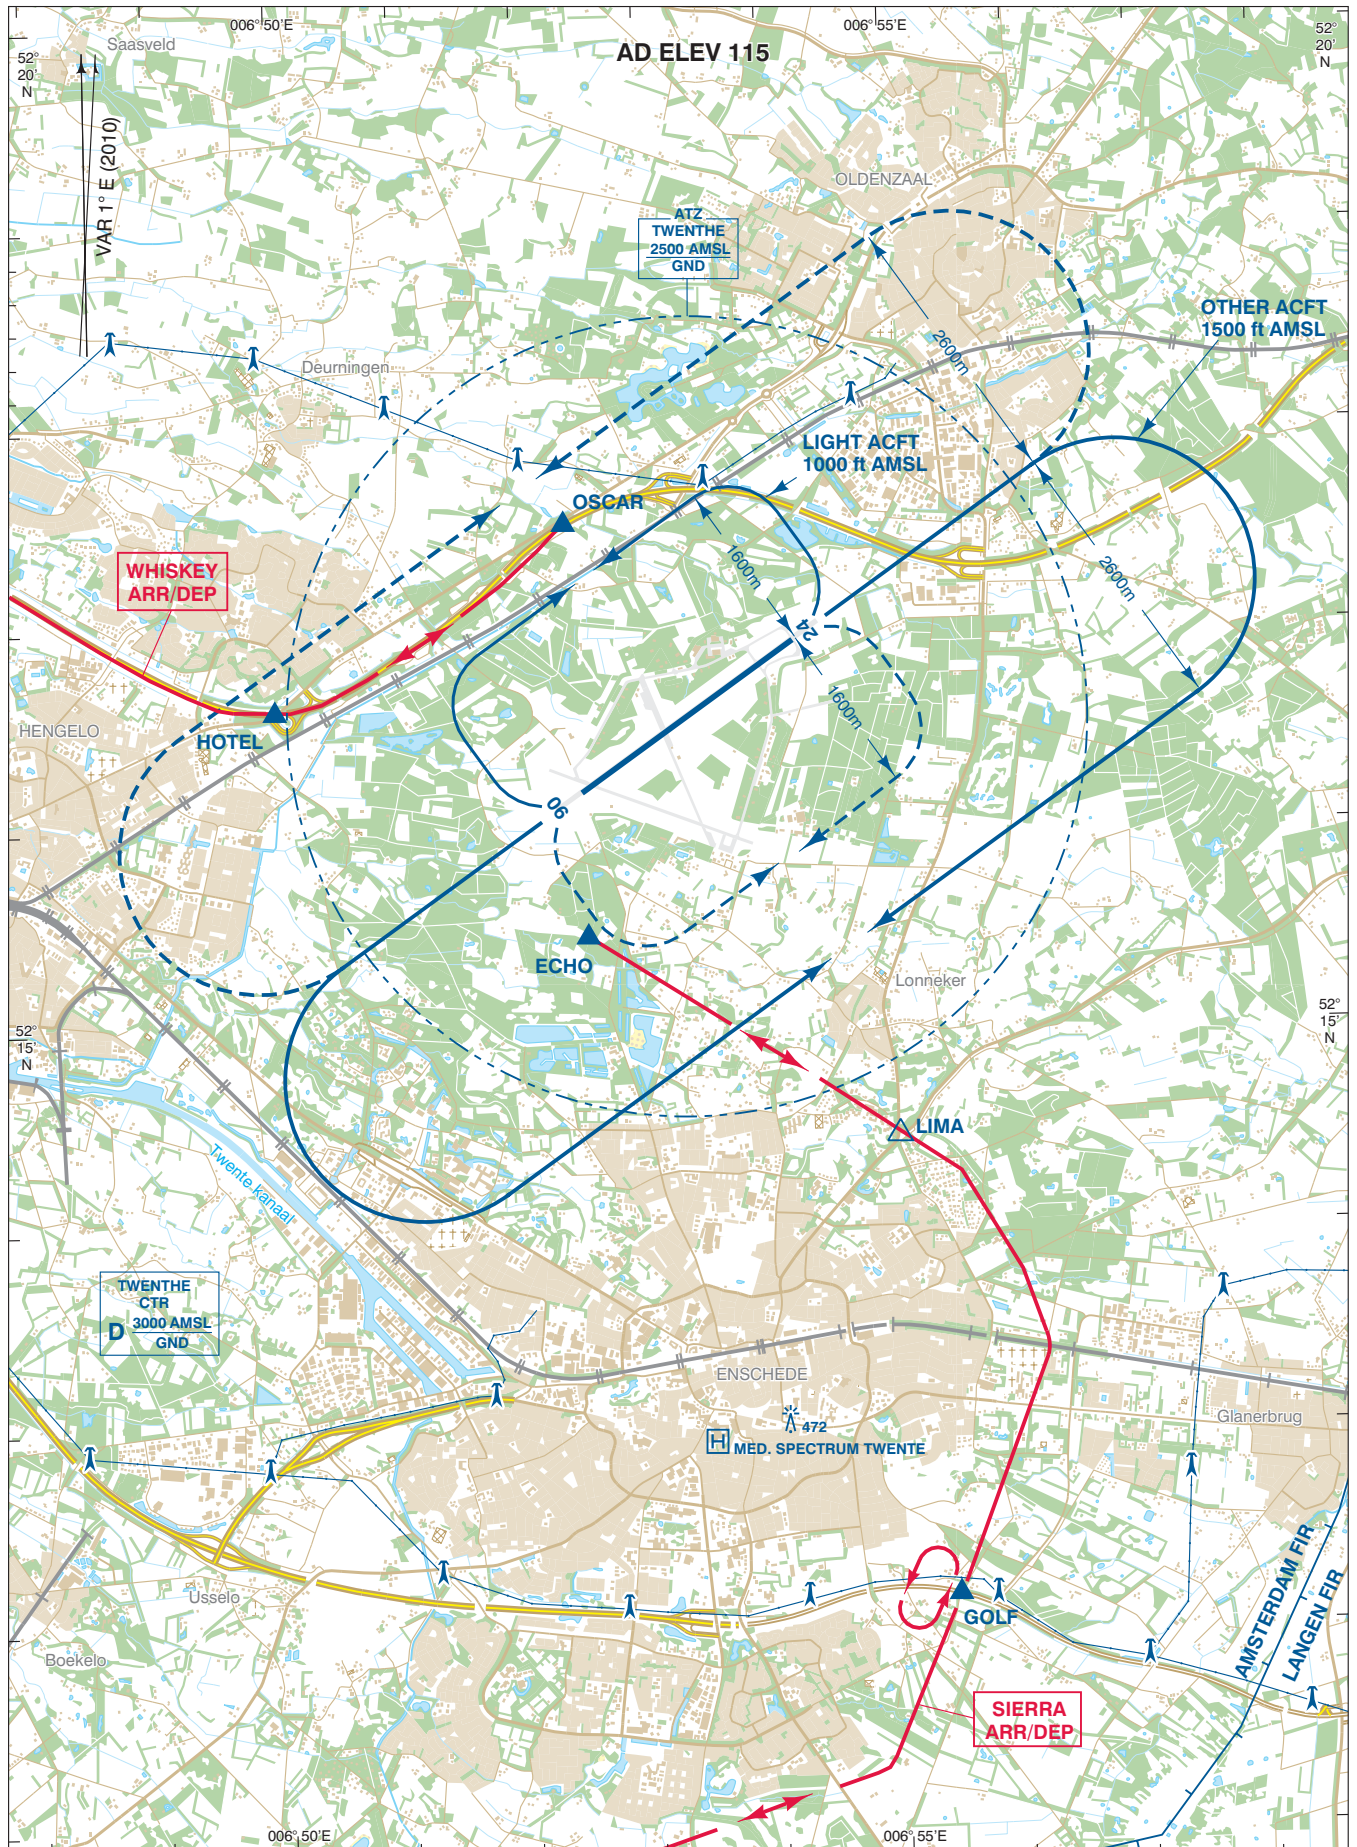 006° 50'E
006° 55'E
52°
20'
N
52°
20'
N
Saasveld
AD ELEV 115
VAR 1° E (2010)
OLDENZAAL
ATZ
TWENTHE
2500 AMSL
GND
OTHER ACFT
1500 ft AMSL
2600m
Deurningen
LIGHT ACFT
1000 ft AMSL
OSCAR
WHISKEY
ARR/DEP
1600m
2600m
24
HENGELO
HOTEL
1600m
06
ECHO
Lonneker
52°
15'
N
52°
15'
N
LIMA
Twente kanaal
TWENTHE
CTR
D 3000 AMSL
GND
ENSCHEDE
472
H MED. SPECTRUM TWENTE
Glanerbrug
Usselo
GOLF
AMSTERDAM FIR
LANGEN FIR
Boekelo
SIERRA
ARR/DEP
006° 50'E
006° 55'E